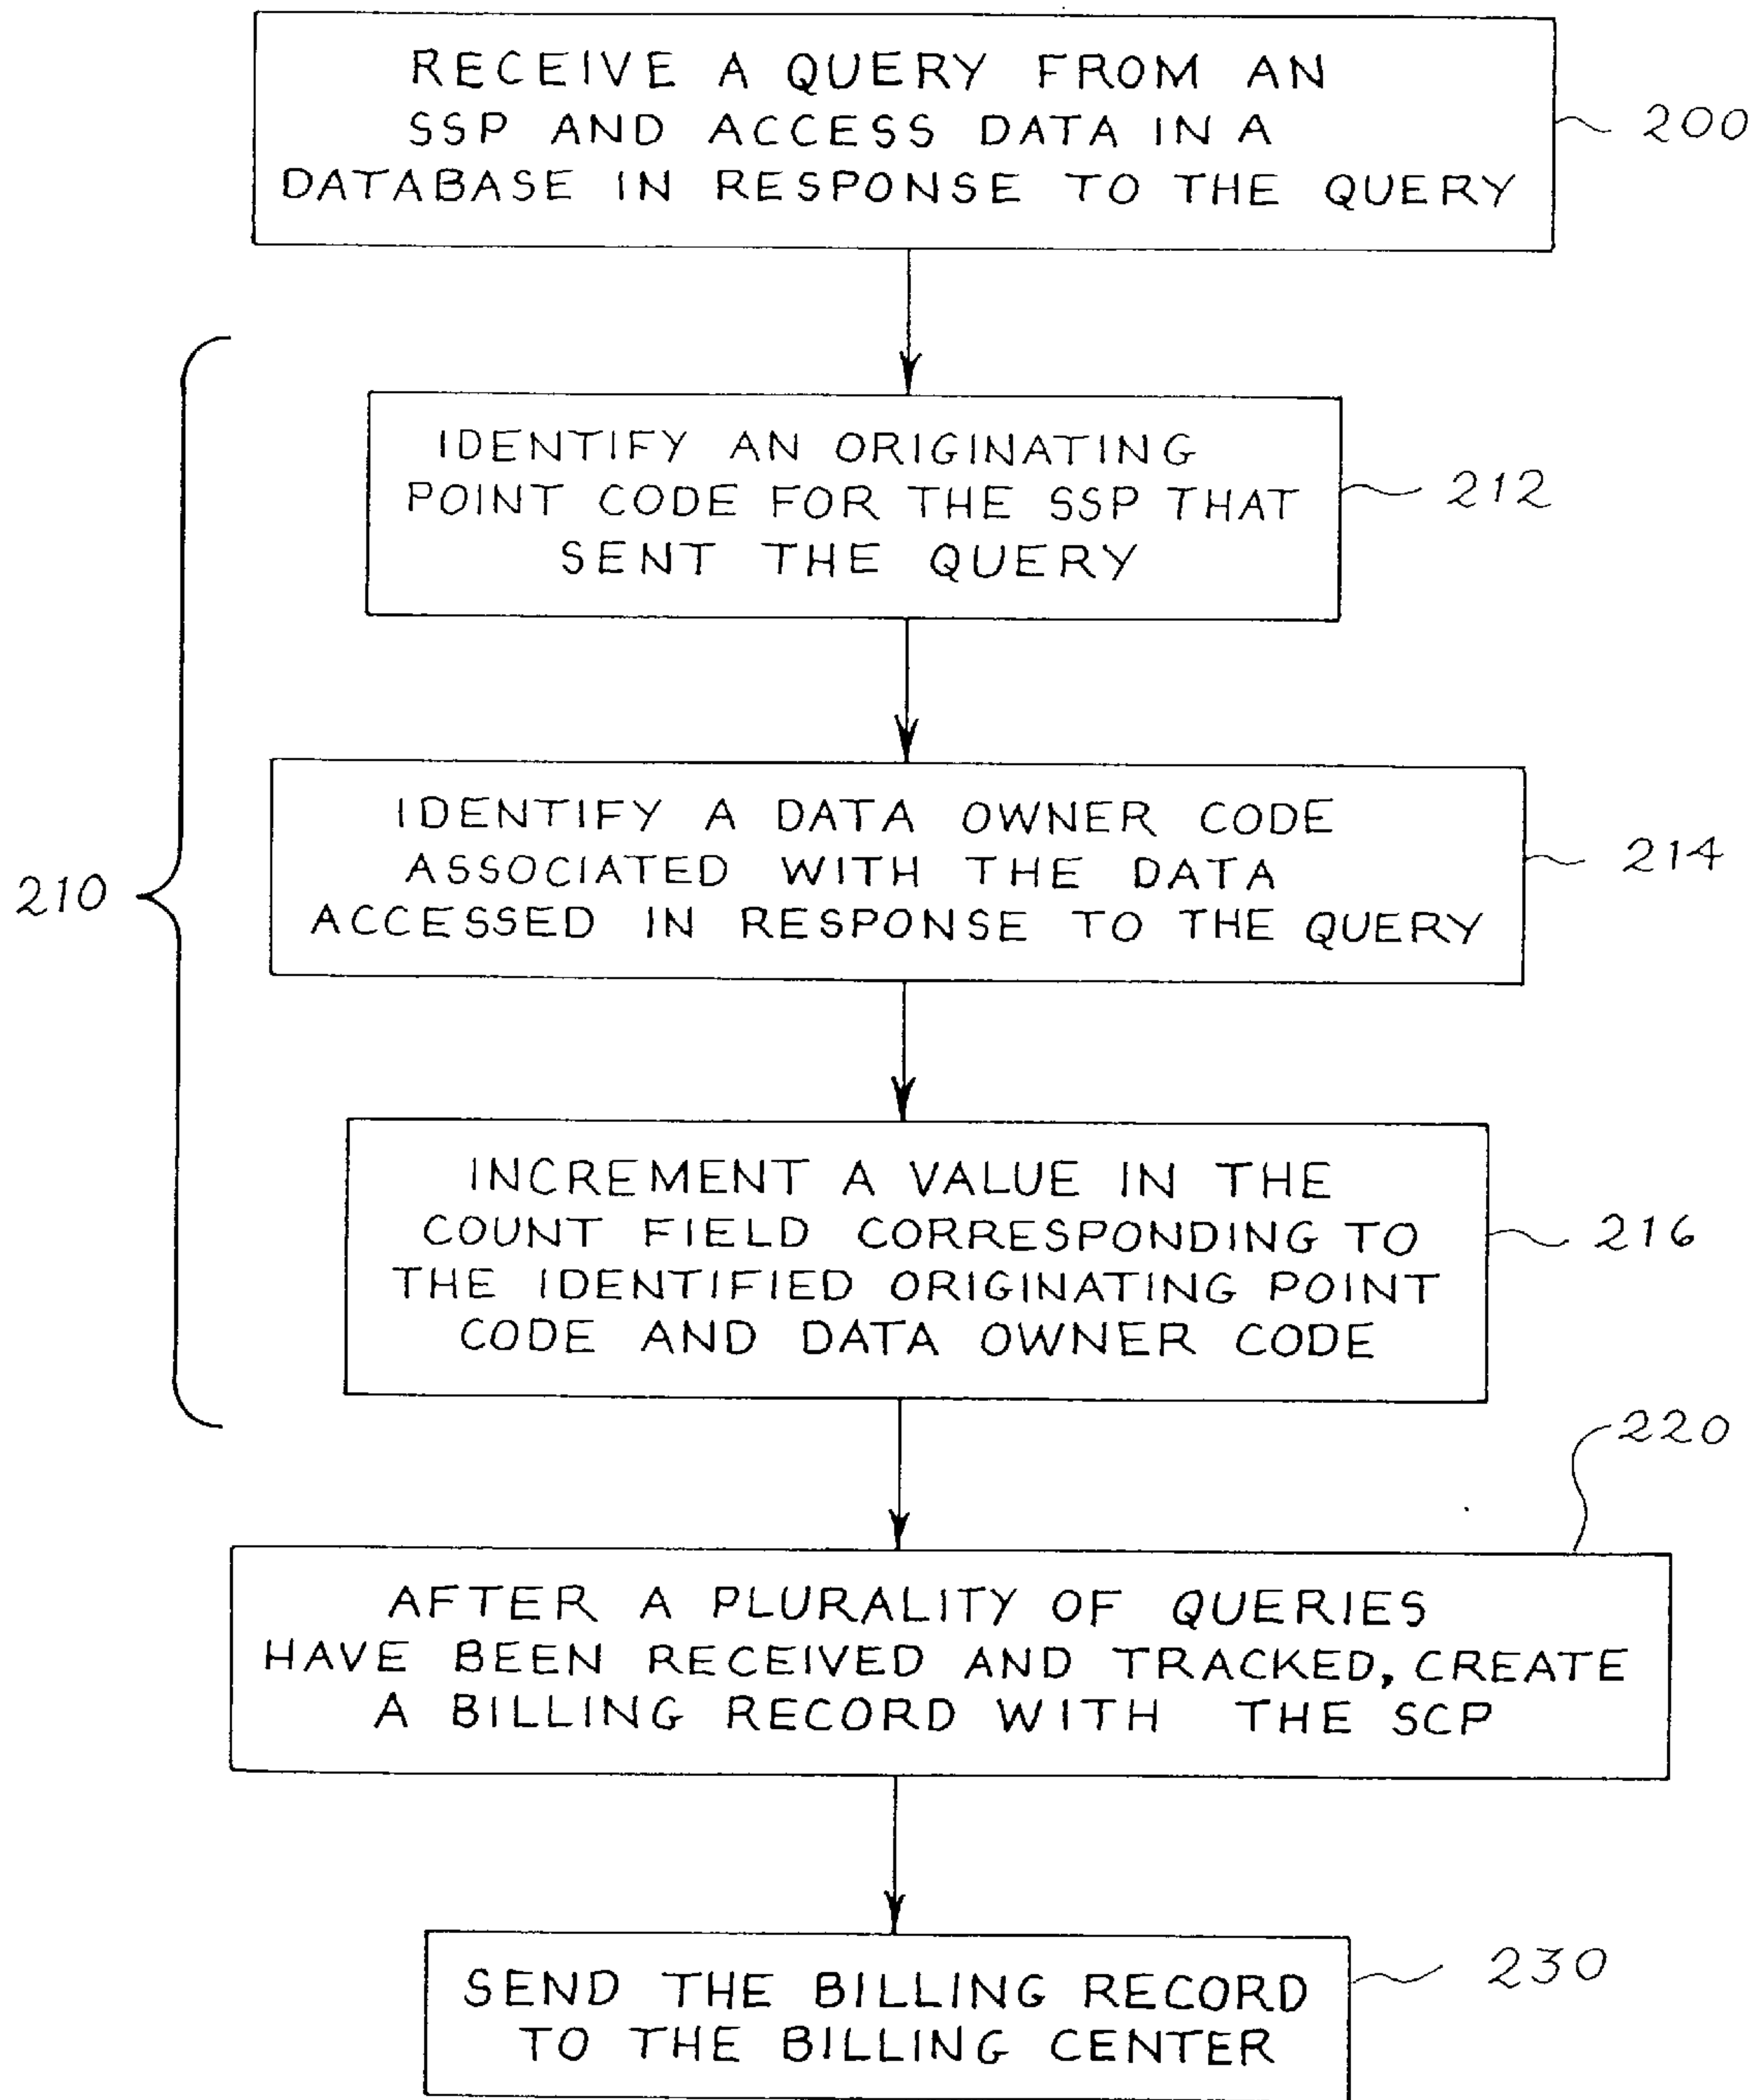 RECEIVE A QUERY FROM AN
SSP AND ACCESS DATA IN A
DATABASE IN RESPONSE TO THE QUERY
200
IDENTIFY AN ORIGINATING
POINT CODE FOR THE SSP THAT
SENT THE QUERY
212
210
IDENTIFY A DATA OWNER CODE
ASSOCIATED WITH THE DATA
ACCESSED IN RESPONSE TO THE QUERY
214
INCREMENT A VALUE IN THE
COUNT FIELD CORRESPONDING TO
THE IDENTIFIED ORIGINATING POINT
CODE AND DATA OWNER CODE
216
220
AFTER A PLURALITY OF QUERIES
HAVE BEEN RECEIVED AND TRACKED, CREATE
A BILLING RECORD WITH THE SCP
SEND THE BILLING RECORD
TO THE BILLING CENTER
230